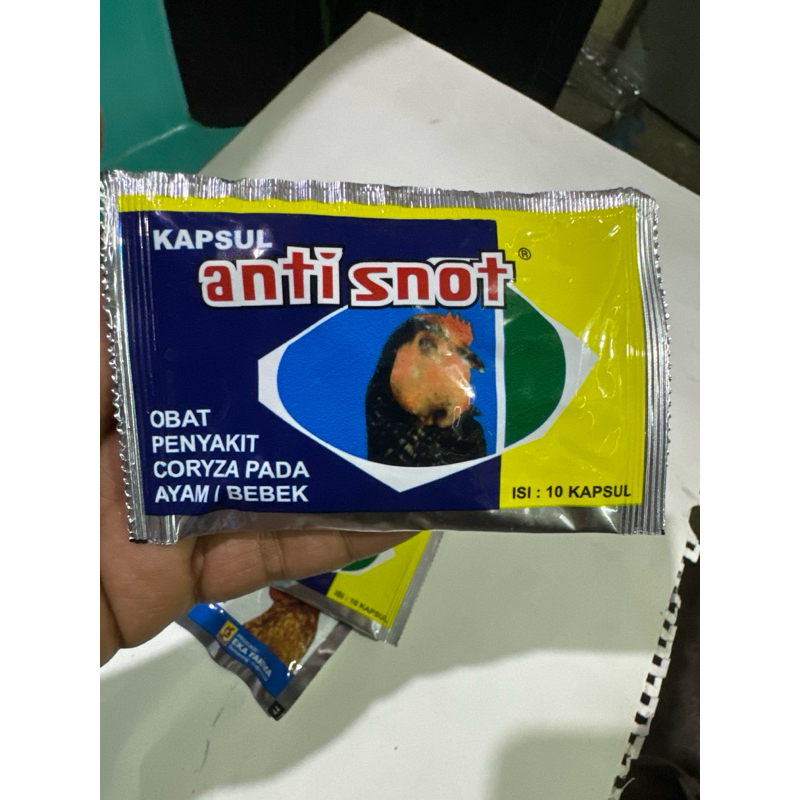 KAPSUL
anti snot®
OBAT
PENYAKIT
CORYZA PADA
AYAM / BEBEK
ISI : 10 KAPSUL
ISI : 10 KAPSUL
EKA FARMA